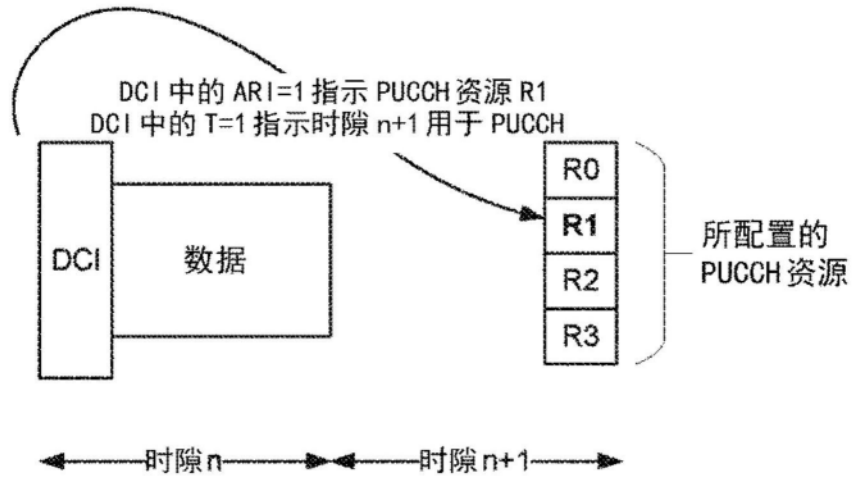 DCI 中的 ARI=1 指示 PUCCH 资源 R1
DCI 中的 T=1 指示时隙 n+1 用于 PUCCH
DCI
数据
R0
R1
R2
R3
所配置的
PUCCH 资源
时隙 n
时隙 n+1